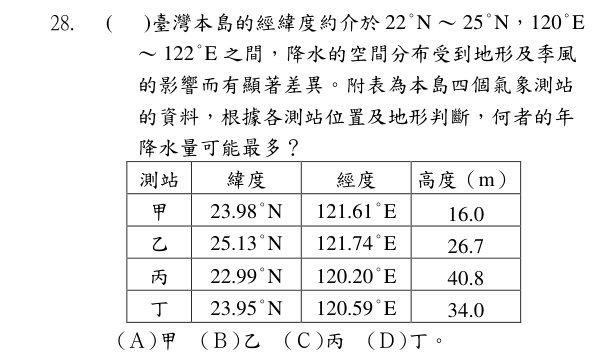 28. (　)臺灣本島的經緯度約介於 22°N ～ 25°N，120°E
～ 122°E 之間，降水的空間分布受到地形及季風
的影響而有顯著差異。附表為本島四個氣象測站
的資料，根據各測站位置及地形判斷，何者的年
降水量可能最多？
測站 緯度 經度 高度（m）
甲 23.98°N 121.61°E 16.0
乙 25.13°N 121.74°E 26.7
丙 22.99°N 120.20°E 40.8
丁 23.95°N 120.59°E 34.0
（A)甲 （B)乙 （C)丙 （D)丁。